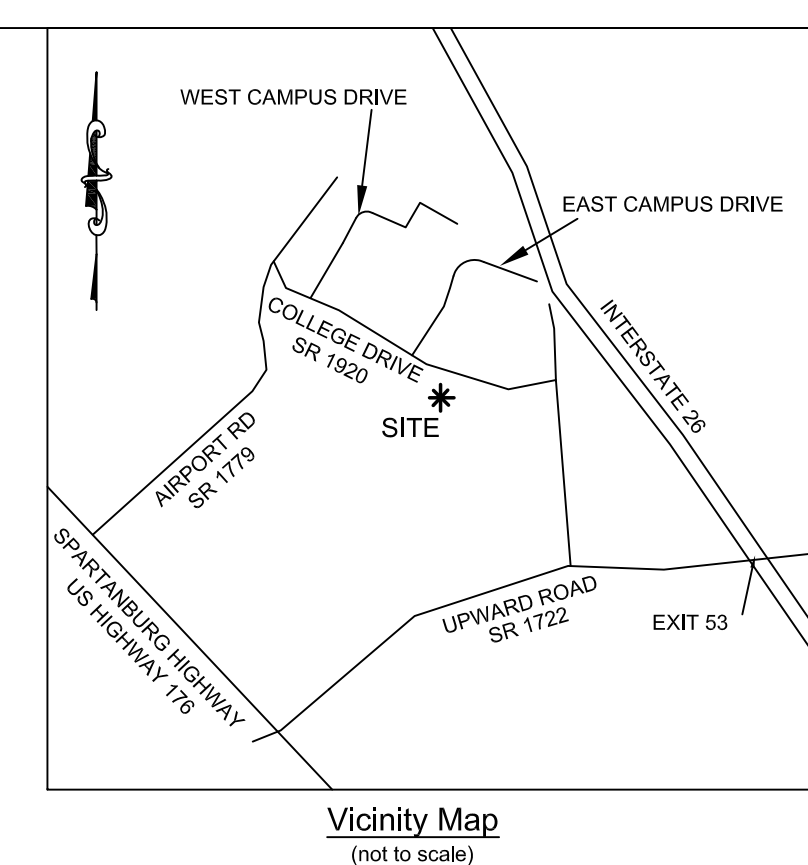 WEST CAMPUS DRIVE
EAST CAMPUS DRIVE
INTERSTATE 26
COLLEGE DRIVE
SR 1920
SITE
AIRPORT RD
SR 1779
SPARTANBURG HIGHWAY
US HIGHWAY 176
UPWARD ROAD
SR 1722
EXIT 53
Vicinity Map
(not to scale)